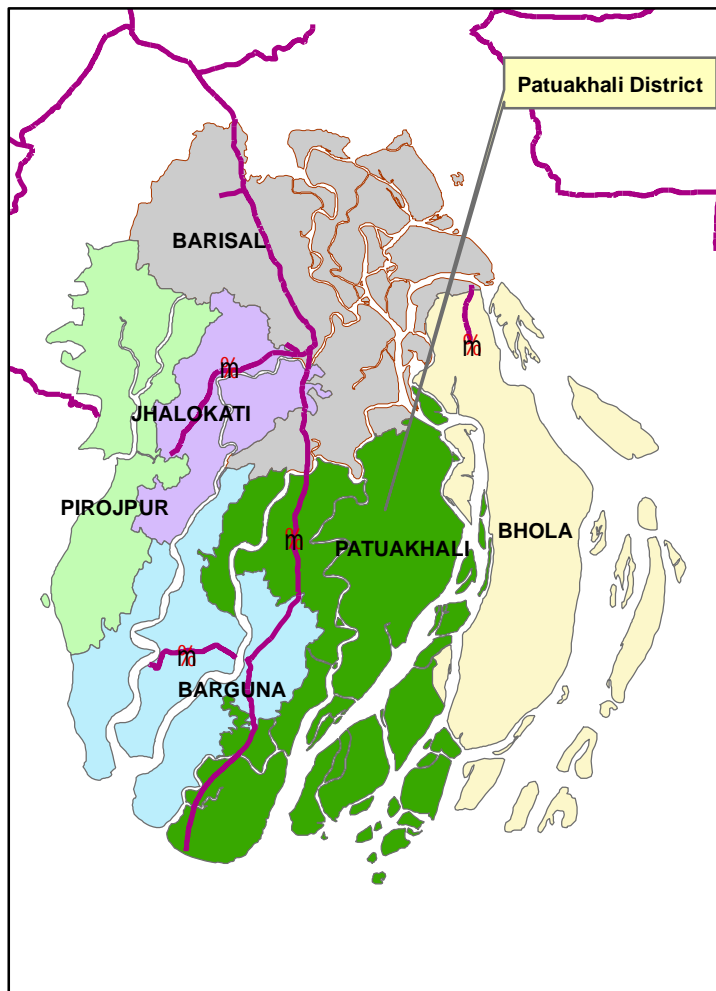 Patuakhali District
BARISAL
JHALOKATI
PIROJPUR
PATUAKHALI
BHOLA
BARGUNA